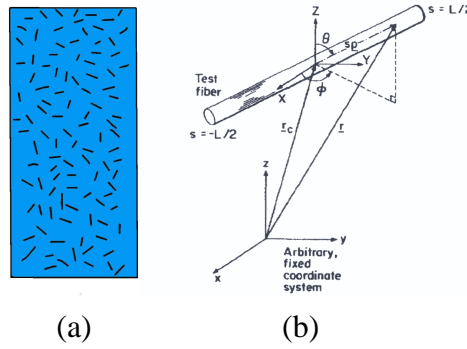 Z
θ
s = L/2
sp
Y
Test
fiber
X
ϕ
s = -L/2
r_c
r
z
y
Arbitrary,
fixed
coordinate
system
x
(a)
(b)